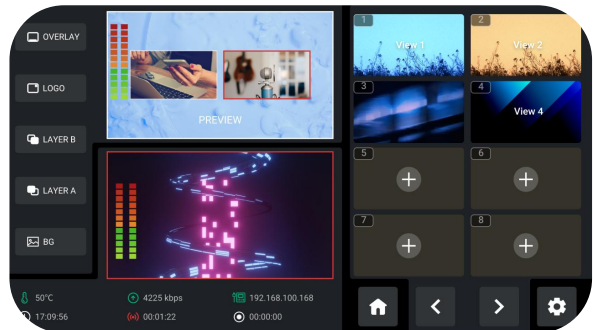 OVERLAY
LOGO
LAYER B
LAYER A
BG
PREVIEW
1
View 1
2
View 2
3
4
View 4
5
6
7
8
50°C
4225 kbps
192.168.100.168
17:09:56
00:01:22
00:00:00